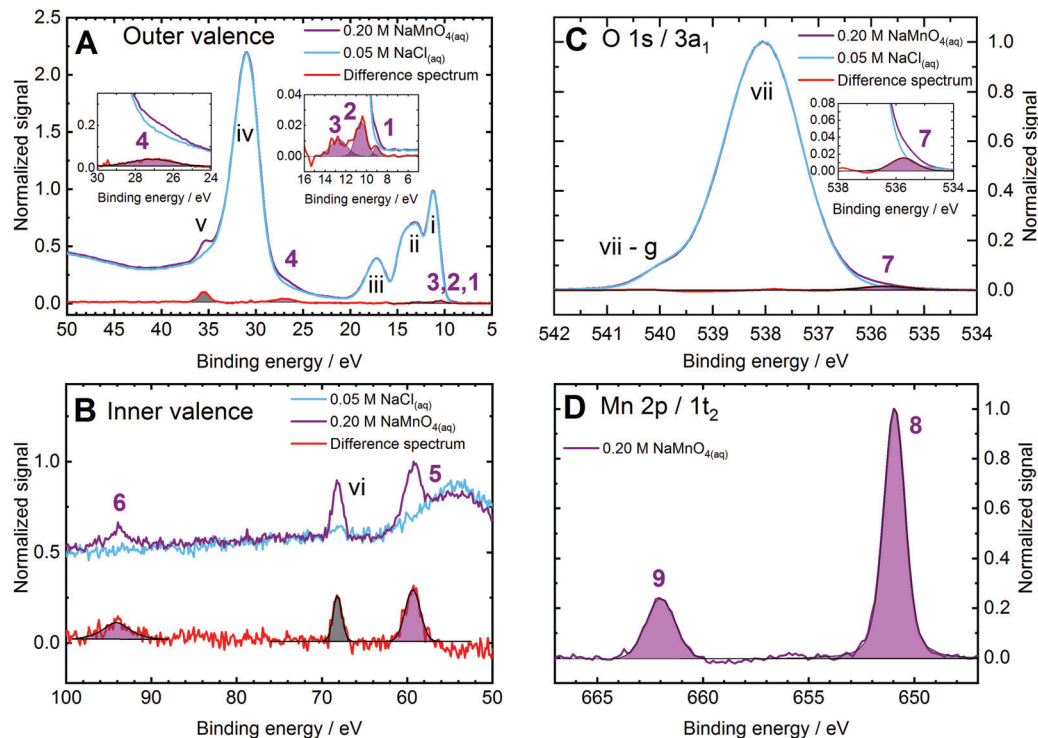 A Outer valence
0.20 M NaMnO4(aq)
0.05 M NaCl(aq)
Difference spectrum
Normalized signal
2.5
2.0
1.5
1.0
0.5
0.0
0.2
0.0
4
30 28 26 24
Binding energy / eV
0.04
0.02
0.00
3 2 1
16 14 12 10 8 6
Binding energy / eV
iv
v
4
iii
ii
i
3,2,1
50 45 40 35 30 25 20 15 10 5
Binding energy / eV
C O 1s / 3a1
0.20 M NaMnO4(aq)
0.05 M NaCl(aq)
Difference spectrum
vii
vii - g
7
0.08
0.06
0.04
0.02
0.00
7
538 536 534
Binding energy / eV
1.0
0.8
0.6
0.4
0.2
0.0
Normalized signal
542 541 540 539 538 537 536 535 534
Binding energy / eV
B Inner valence
0.05 M NaCl(aq)
0.20 M NaMnO4(aq)
Difference spectrum
Normalized signal
1.0
0.5
0.0
6
vi
5
100 90 80 70 60 50
Binding energy / eV
D Mn 2p / 1t2
0.20 M NaMnO4(aq)
8
9
1.0
0.8
0.6
0.4
0.2
0.0
Normalized signal
665 660 655 650
Binding energy / eV